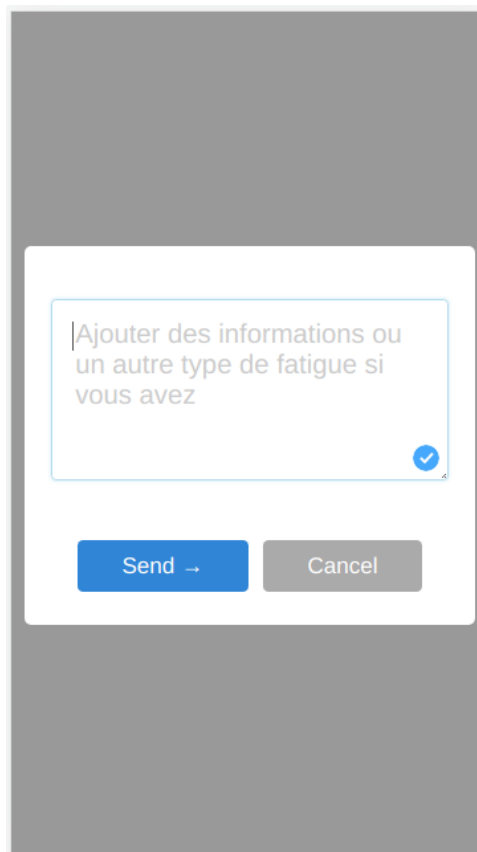 Ajouter des informations ou
un autre type de fatigue si
vous avez
Send →
Cancel